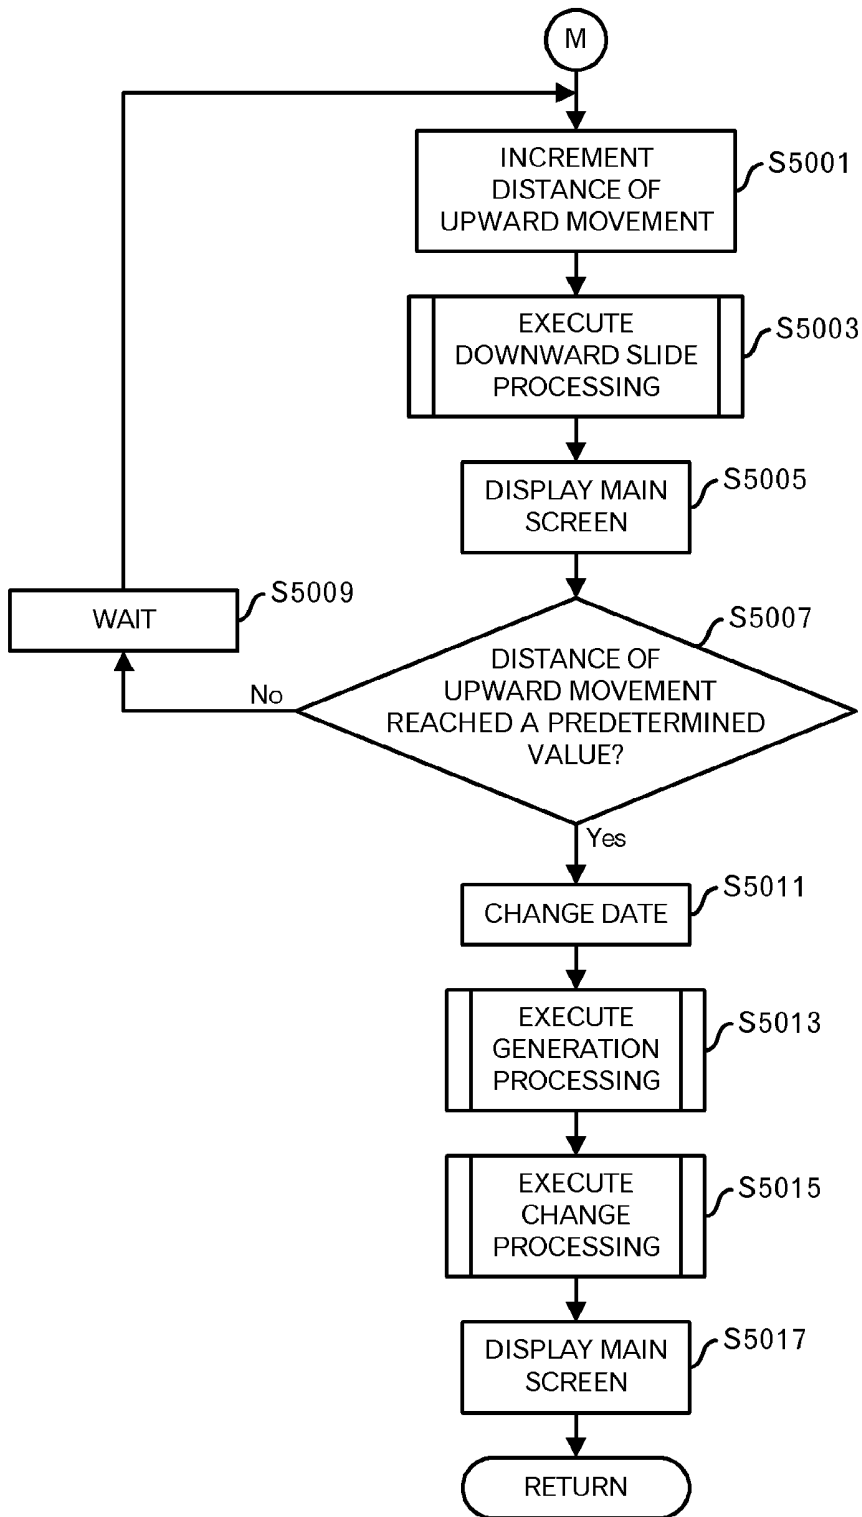 M
INCREMENT
DISTANCE OF
UPWARD MOVEMENT
S5001
EXECUTE
DOWNWARD SLIDE
PROCESSING
S5003
DISPLAY MAIN
SCREEN
S5005
WAIT
S5009
DISTANCE OF
UPWARD MOVEMENT
REACHED A PREDETERMINED
VALUE?
S5007
No
Yes
CHANGE DATE
S5011
EXECUTE
GENERATION
PROCESSING
S5013
EXECUTE
CHANGE
PROCESSING
S5015
DISPLAY MAIN
SCREEN
S5017
RETURN